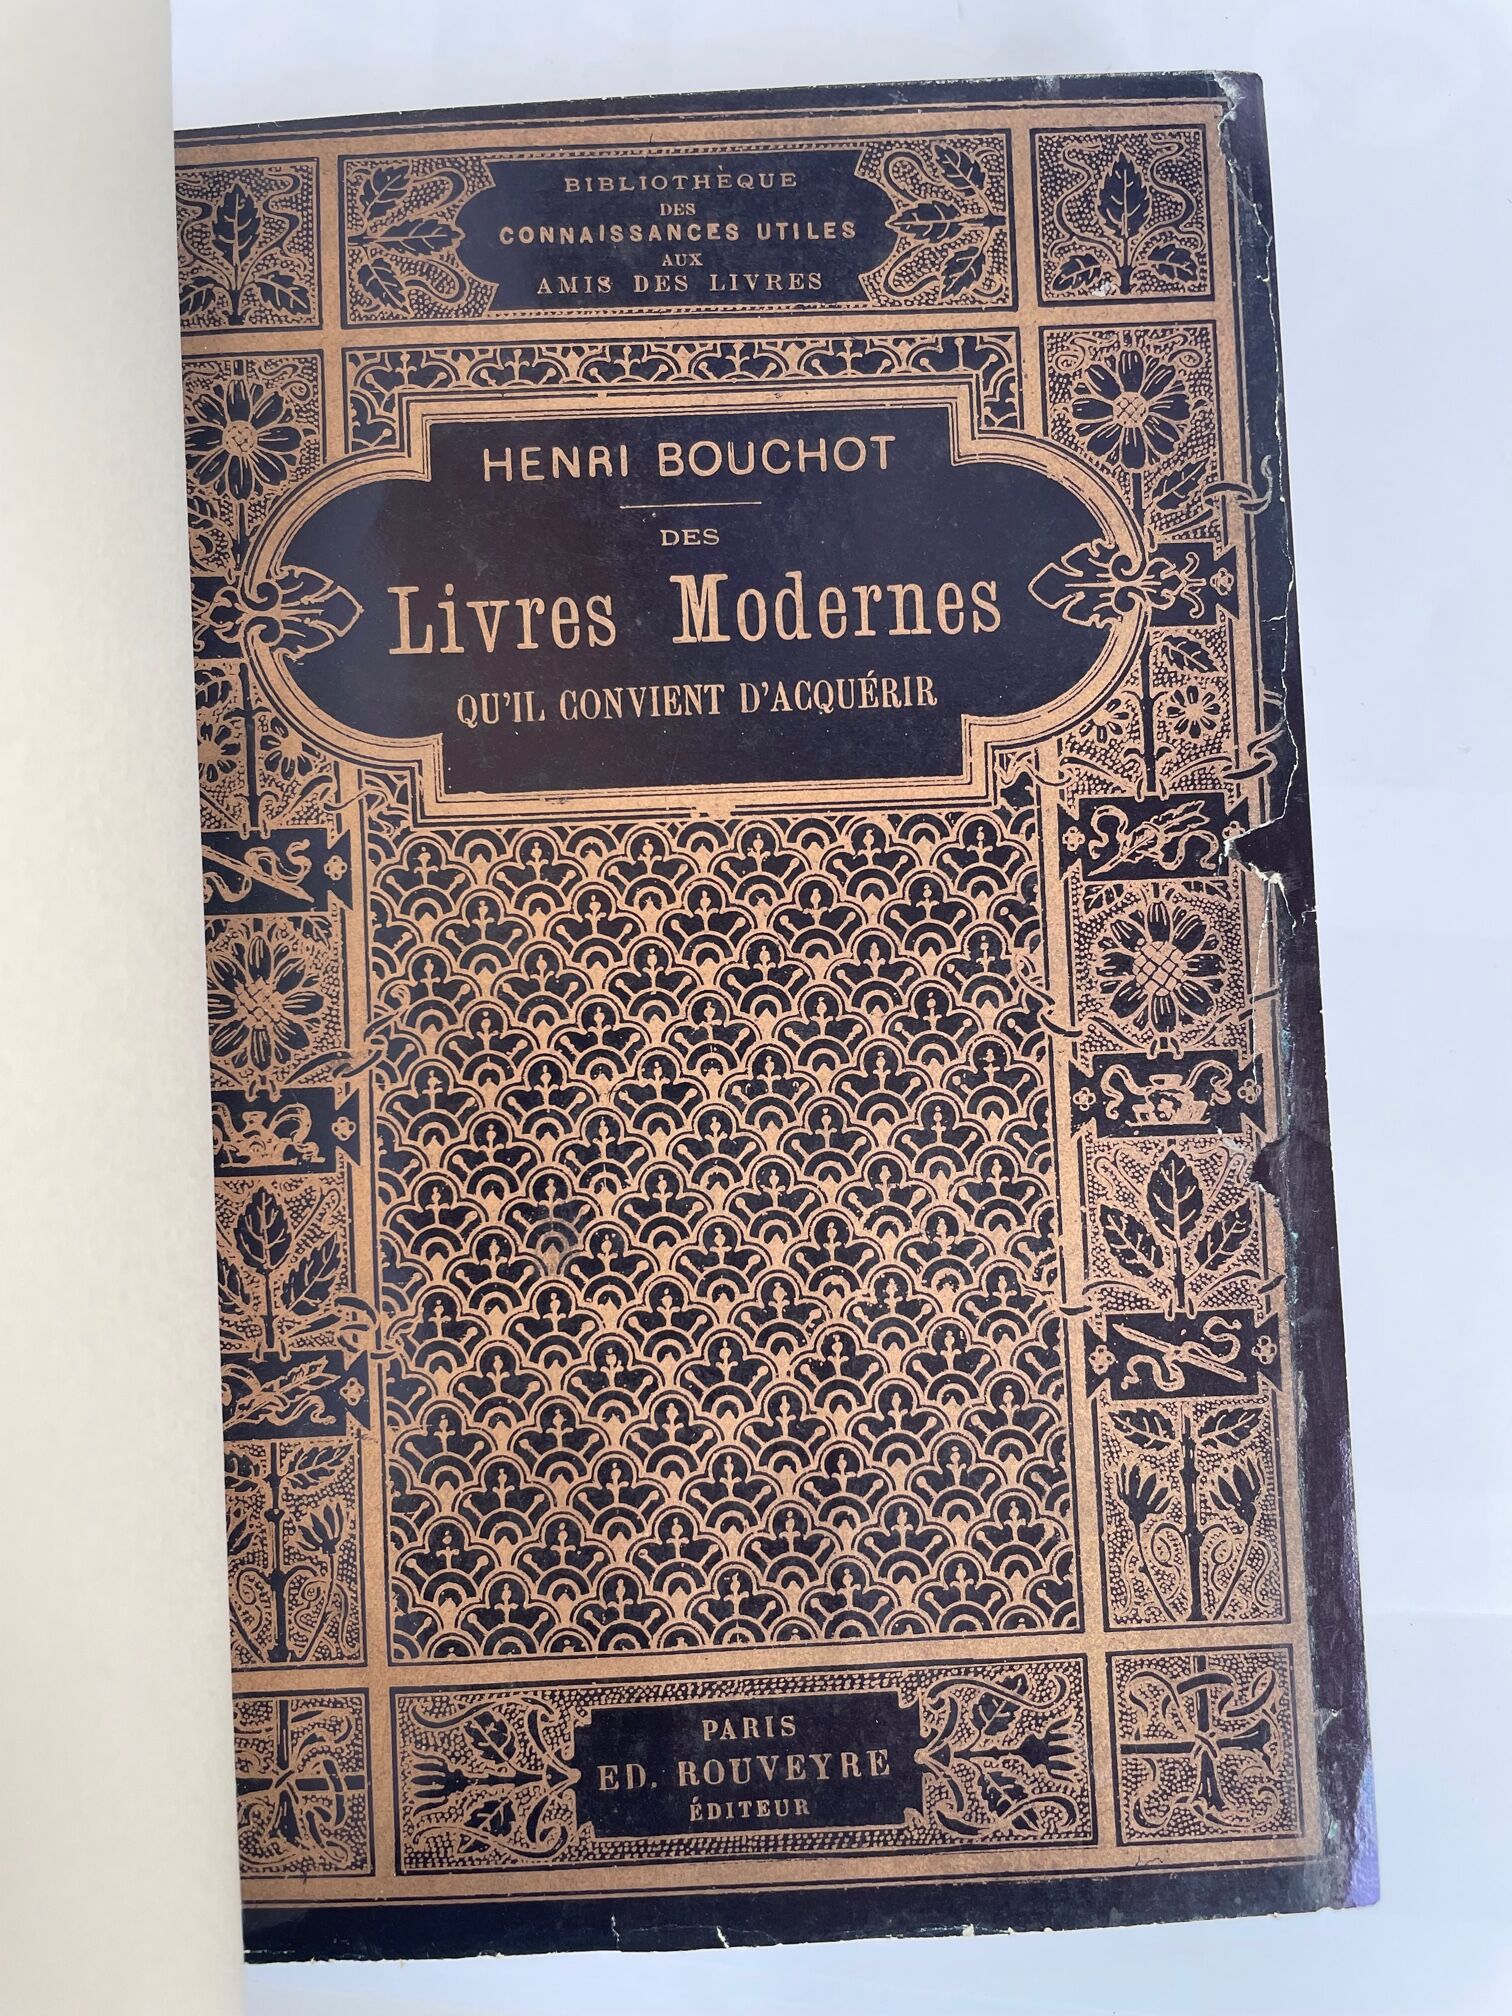 BIBLIOTHÈQUE
DES
CONNAISSANCES UTILES
AUX
AMIS DES LIVRES
HENRI BOUCHOT
DES
Livres Modernes
QU'IL CONVIENT D'ACQUÉRIR
PARIS
ED. ROUVEYRE
ÉDITEUR